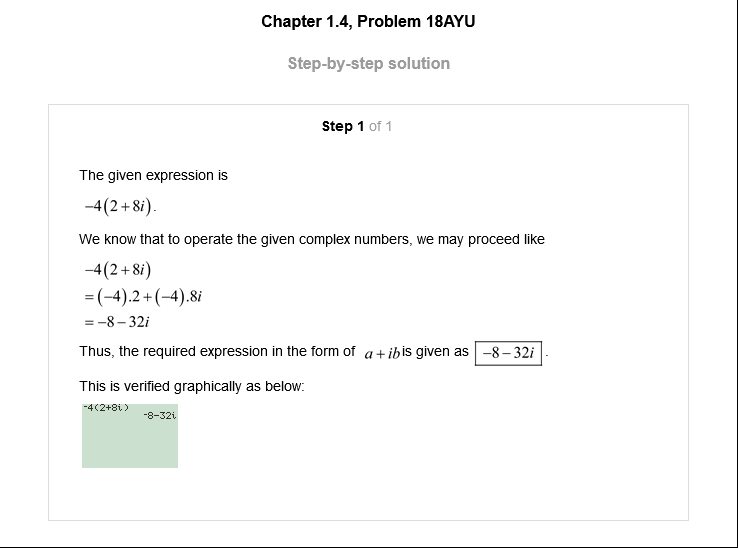 Chapter 1.4, Problem 18AYU
Step-by-step solution
Step 1 of 1
The given expression is
−4(2+8i).
We know that to operate the given complex numbers, we may proceed like
−4(2+8i)
=(−4).2+(−4).8i
=−8−32i
Thus, the required expression in the form of a+ib is given as −8−32i .
This is verified graphically as below:
-4(2+8i)
-8-32i